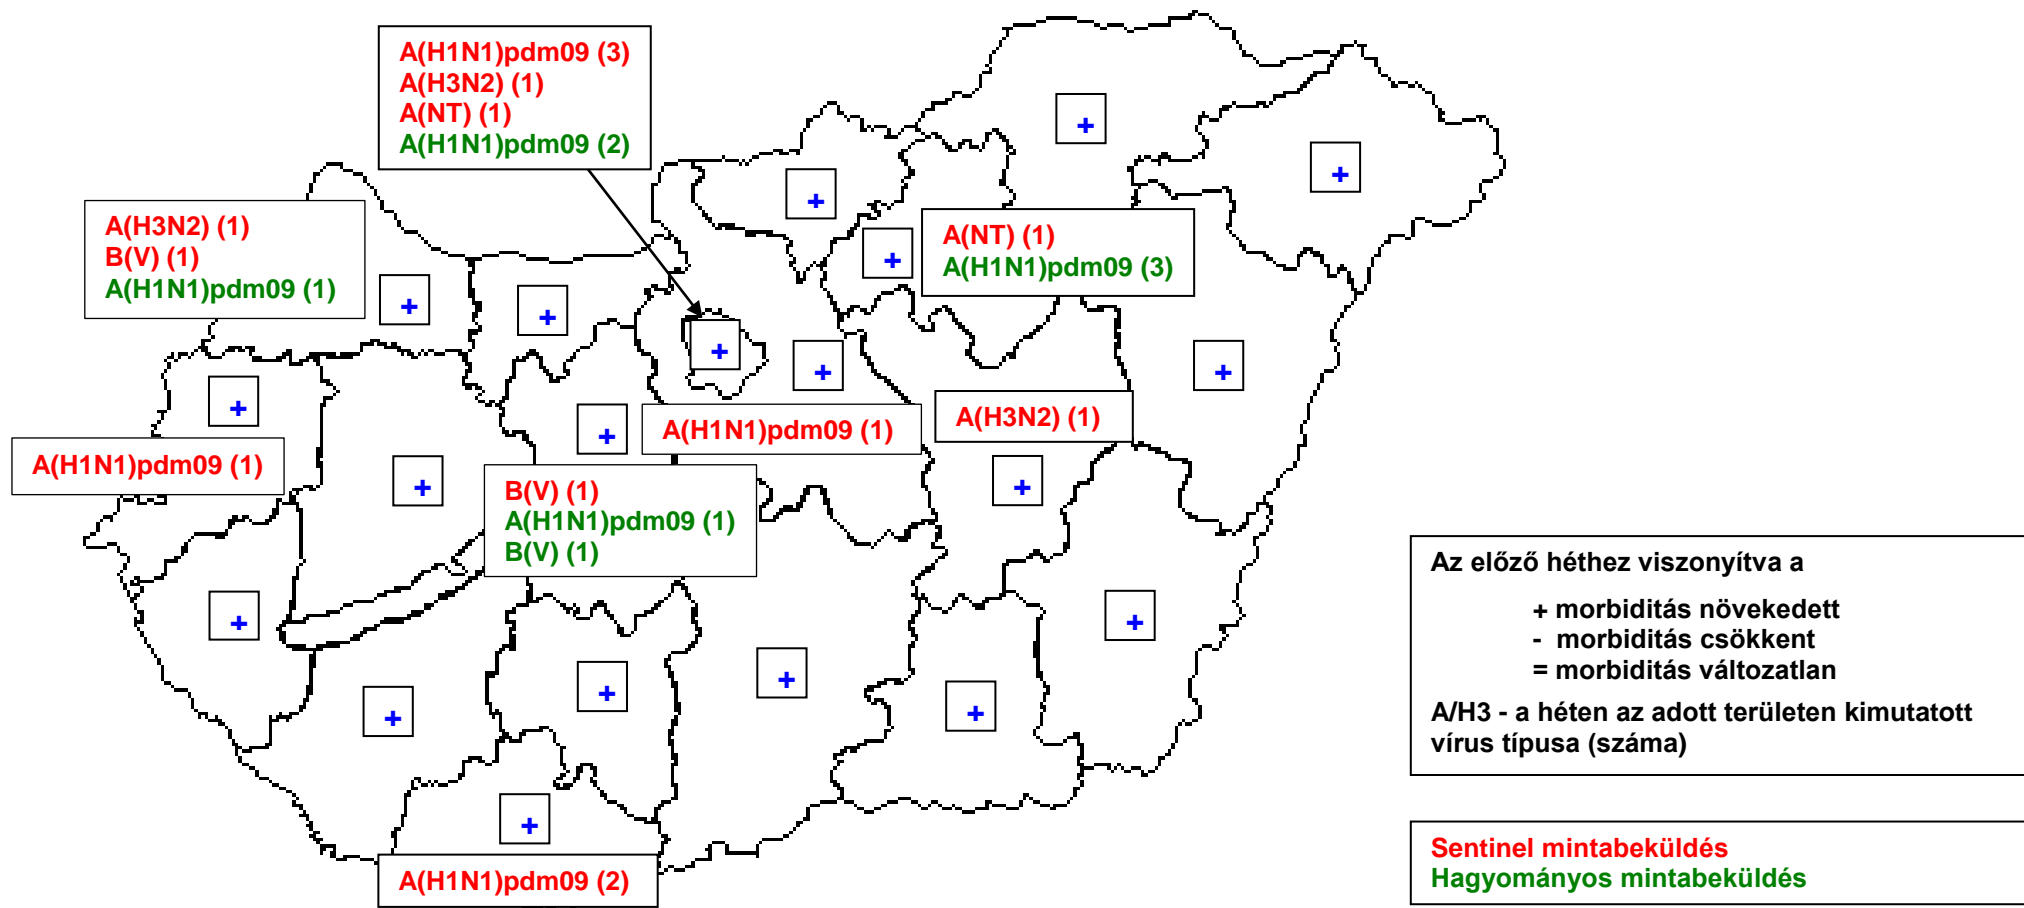 A(H1N1)pdm09 (3)
A(H3N2) (1)
A(NT) (1)
A(H1N1)pdm09 (2)
+
+
+
A(H3N2) (1)
B(V) (1)
A(H1N1)pdm09 (1)
A(NT) (1)
A(H1N1)pdm09 (3)
+
+
+
+
+
+
+
+
+
A(H1N1)pdm09 (1)
A(H3N2) (1)
A(H1N1)pdm09 (1)
+
+
B(V) (1)
A(H1N1)pdm09 (1)
B(V) (1)
+
+
+
+
+
+
+
+
A(H1N1)pdm09 (2)
Az előző héthez viszonyítva a
+ morbiditás növekedett
- morbiditás csökkent
= morbiditás változatlan
A/H3 - a héten az adott területen kimutatott
vírus típusa (száma)
Sentinel mintabeküldés
Hagyományos mintabeküldés